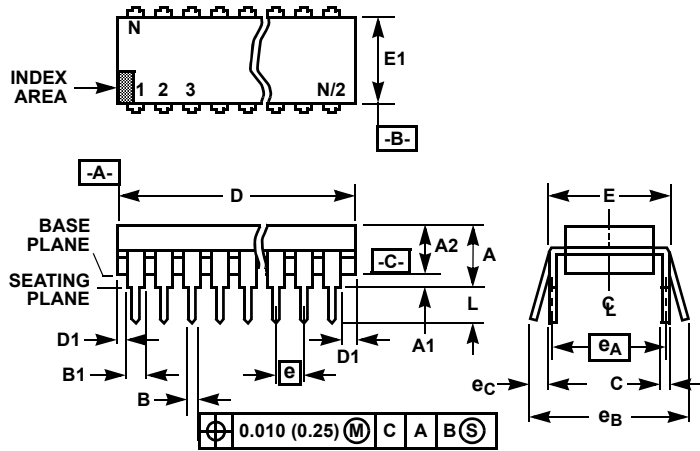 N
E1
INDEX
AREA
1 2 3 N/2
-B-
-A-
D
E
BASE
PLANE
A2
A
-C-
SEATING
PLANE
L
C
L
D1
A1
D1
eA
B1
e
eC
C
B
eB
0.010 (0.25) M C A B S